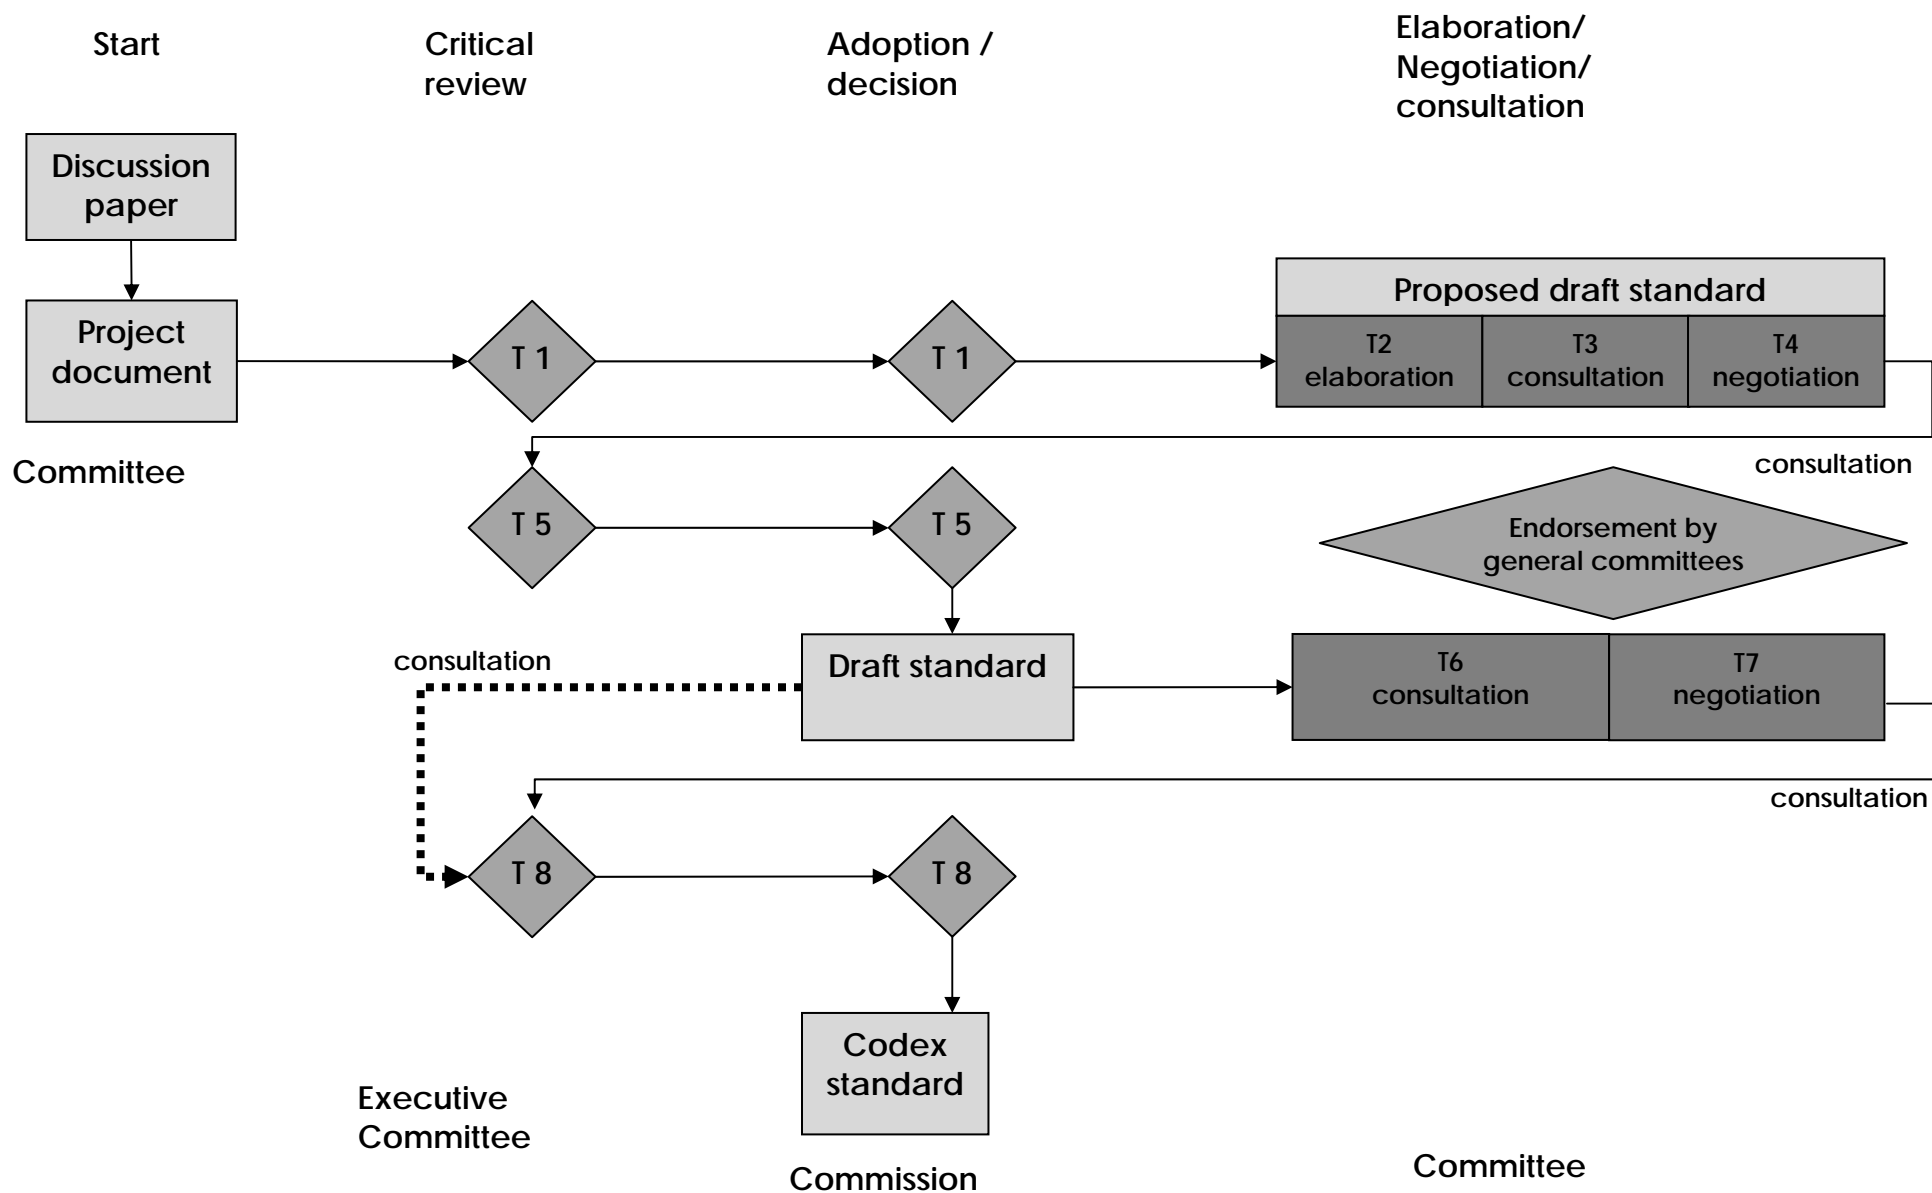 Start
Critical
review
Adoption /
decision
Elaboration/
Negotiation/
consultation
Discussion
paper
Project
document
T 1
T 1
Proposed draft standard
T2
elaboration
T3
consultation
T4
negotiation
Committee
consultation
T 5
T 5
Endorsement by
general committees
consultation
Draft standard
T6
consultation
T7
negotiation
consultation
T 8
T 8
Codex
standard
Executive
Committee
Commission
Committee